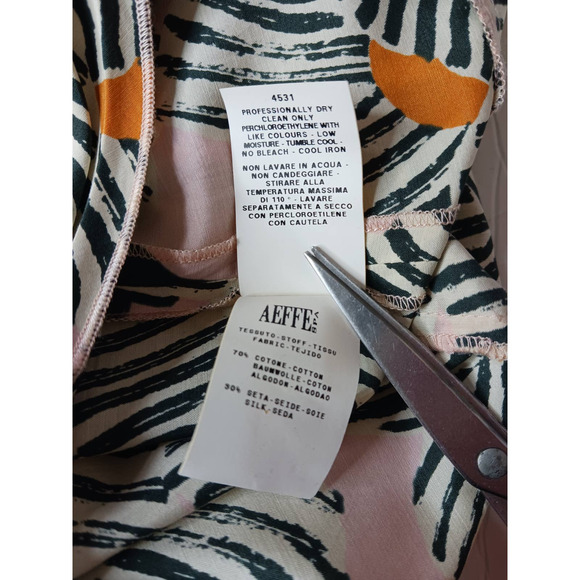 4531
PROFESSIONALLY DRY
CLEAN ONLY
PERCHLOROETHYLENE WITH
LIKE COLOURS - LOW
MOISTURE - TUMBLE COOL -
NO BLEACH - COOL IRON
NON LAVARE IN ACQUA -
NON CANDEGGIARE -
STIRARE ALLA
TEMPERATURA MASSIMA
DI 110° - LAVARE
SEPARATAMENTE A SECCO
CON PERCLOROETILENE
CON CAUTELA
AEFFE SPA
TESSUTO-STOFF-TISSU
FABRIC-TEJIDO
70% COTONE-COTTON
BAUMWOLLE-COTON
ALGODON-ALGODAO
30% SETA-SEIDE-SOIE
SILK-SEDA